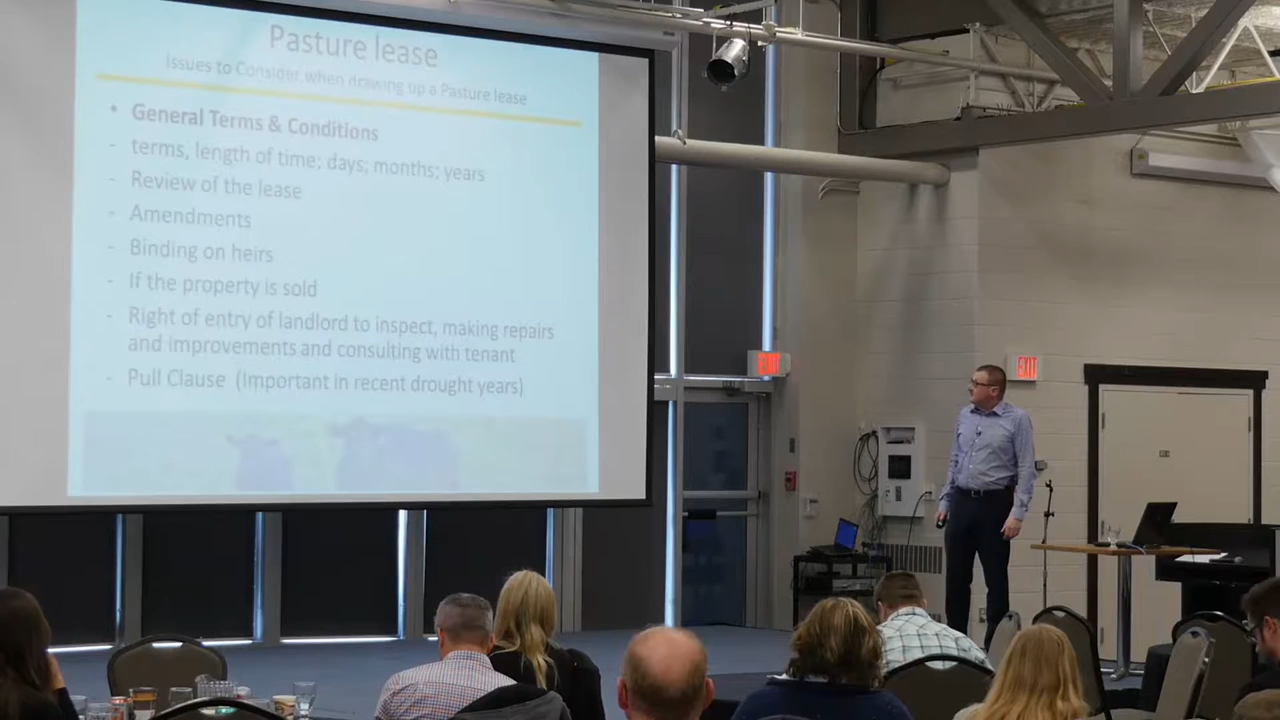 Pasture lease
Issues to Consider when drawing up a Pasture lease
• General Terms & Conditions
- terms, length of time; days; months; years
- Review of the lease
- Amendments
- Binding on heirs
- If the property is sold
- Right of entry of landlord to inspect, making repairs
and improvements and consulting with tenant
- Pull Clause (Important in recent drought years)
EXIT
EXIT